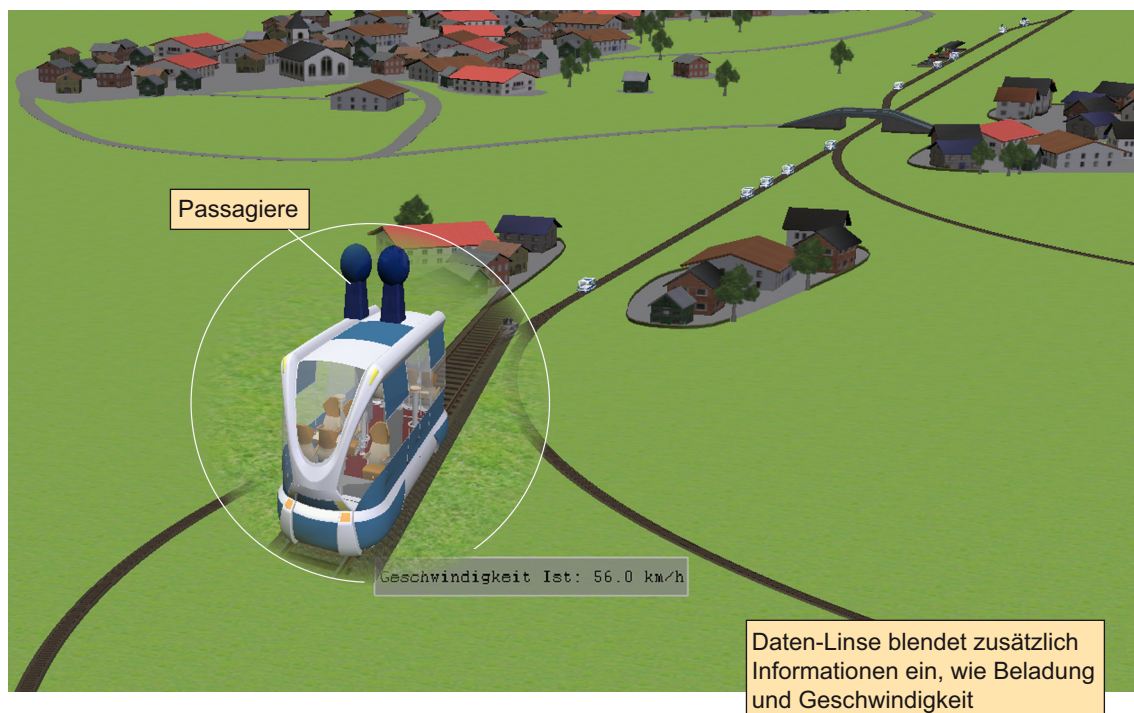 Passagiere
Geschwindigkeit Ist: 56.0 km/h
Daten-Linse blendet zusätzlich
Informationen ein, wie Beladung
und Geschwindigkeit